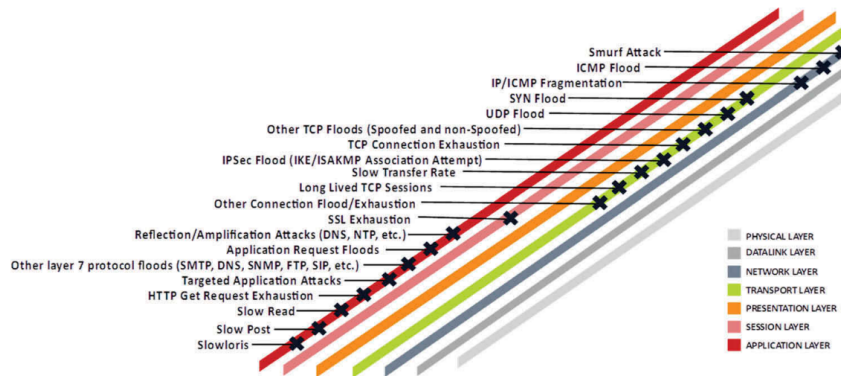 Smurf Attack
ICMP Flood
IP/ICMP Fragmentation
SYN Flood
UDP Flood
Other TCP Floods (Spoofed and non-Spoofed)
TCP Connection Exhaustion
IPSec Flood (IKE/ISAKMP Association Attempt)
Slow Transfer Rate
Long Lived TCP Sessions
Other Connection Flood/Exhaustion
SSL Exhaustion
Reflection/Amplification Attacks (DNS, NTP, etc.)
Application Request Floods
Other layer 7 protocol floods (SMTP, DNS, SNMP, FTP, SIP, etc.)
Targeted Application Attacks
HTTP Get Request Exhaustion
Slow Read
Slow Post
Slowloris
PHYSICAL LAYER
DATALINK LAYER
NETWORK LAYER
TRANSPORT LAYER
PRESENTATION LAYER
SESSION LAYER
APPLICATION LAYER